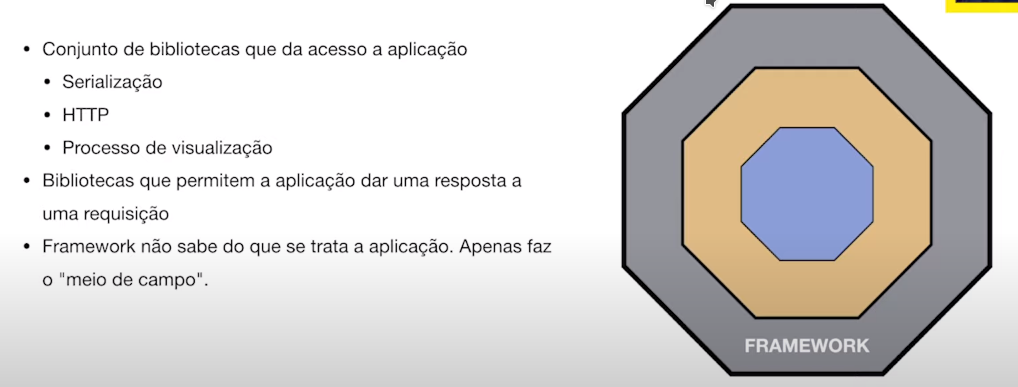 • Conjunto de bibliotecas que da acesso a aplicação
• Serialização
• HTTP
• Processo de visualização
• Bibliotecas que permitem a aplicação dar uma resposta a
uma requisição
• Framework não sabe do que se trata a aplicação. Apenas faz
o "meio de campo".
FRAMEWORK